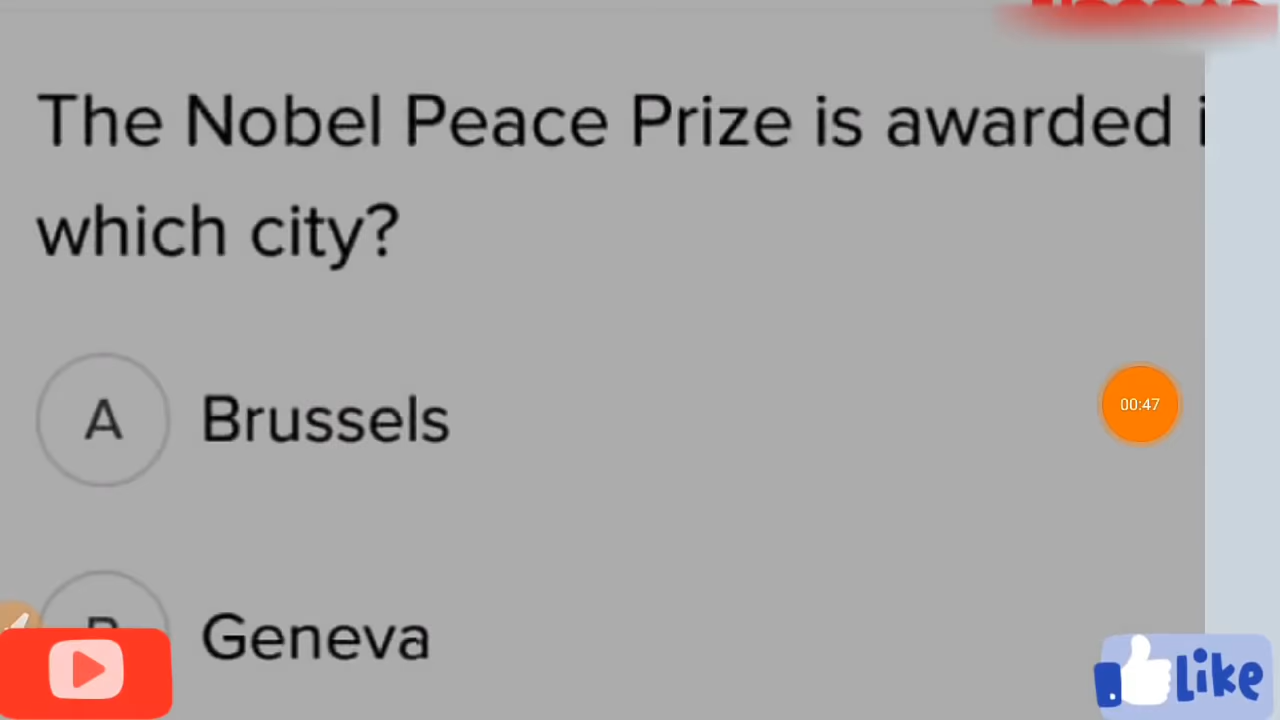 The Nobel Peace Prize is awarded i
which city?
A Brussels
00:47
B Geneva
Like